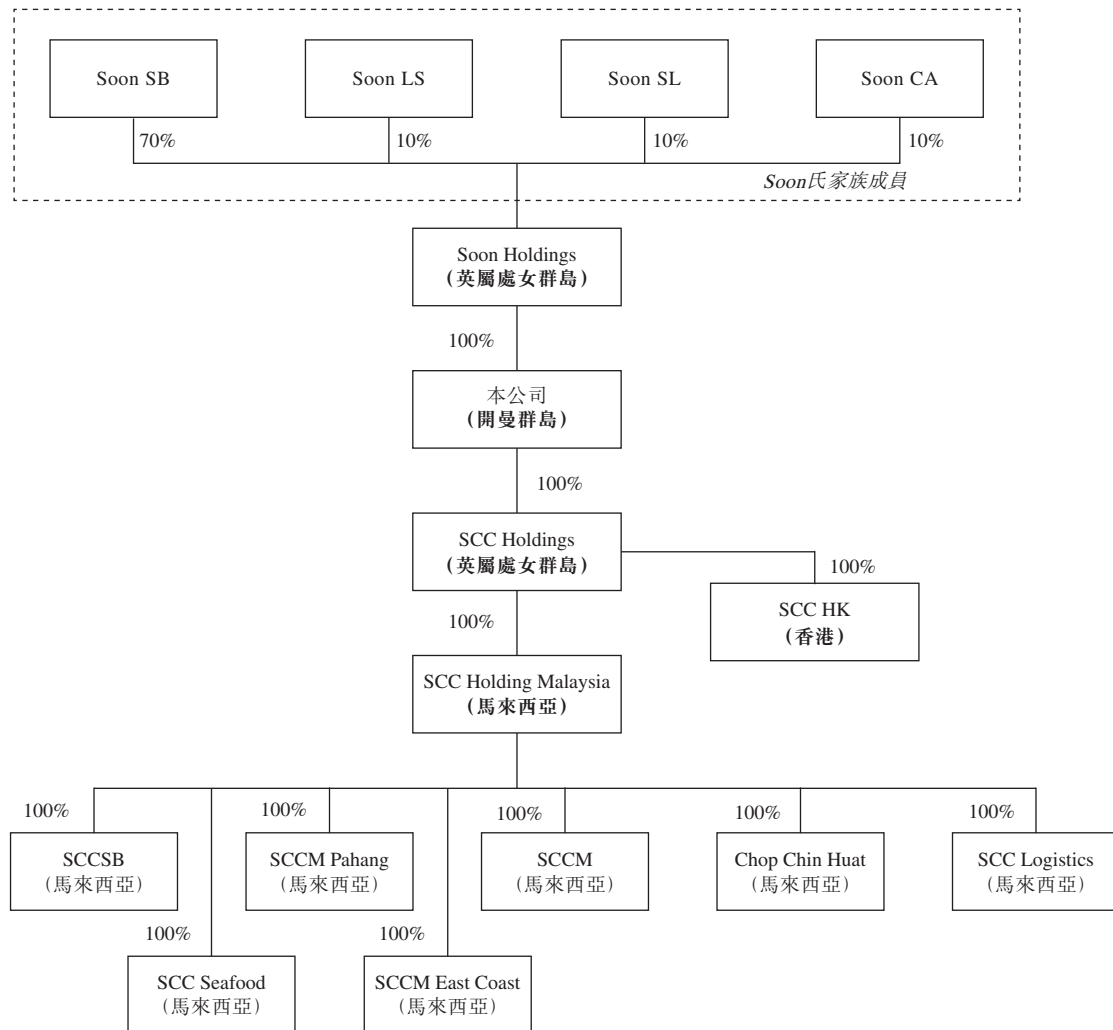 Soon SB
Soon LS
Soon SL
Soon CA
70%
10%
10%
10%
Soon氏家族成員
Soon Holdings
(英屬處女群島)
100%
本公司
(開曼群島)
100%
SCC Holdings
(英屬處女群島)
100%
SCC HK
(香港)
100%
SCC Holding Malaysia
(馬來西亞)
100%
100%
100%
100%
100%
SCCSB
(馬來西亞)
SCCM Pahang
(馬來西亞)
SCCM
(馬來西亞)
Chop Chin Huat
(馬來西亞)
SCC Logistics
(馬來西亞)
100%
100%
SCC Seafood
(馬來西亞)
SCCM East Coast
(馬來西亞)